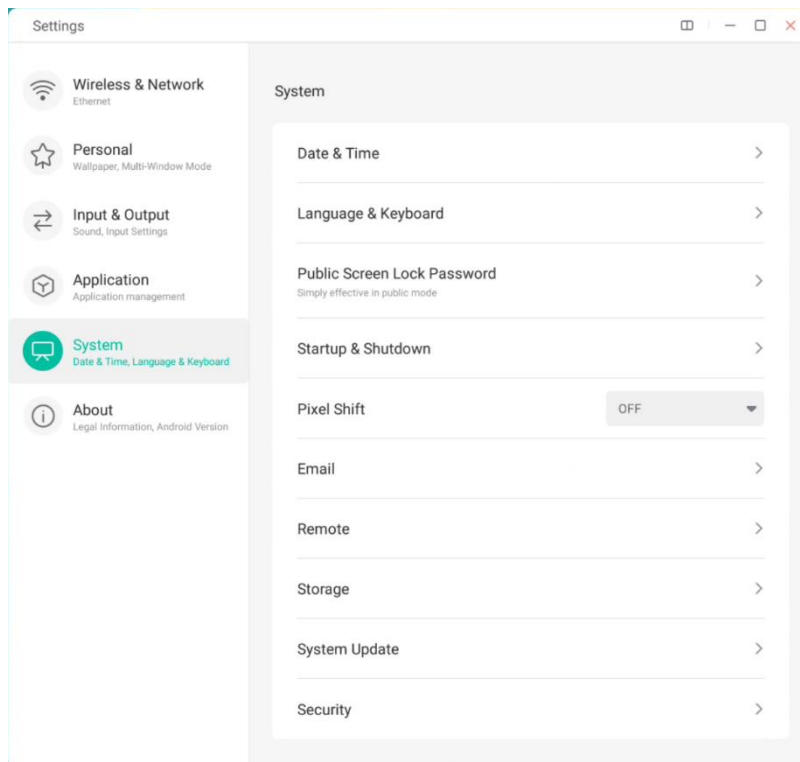 Settings
Wireless & Network
Ethernet
Personal
Wallpaper, Multi-Window Mode
Input & Output
Sound, Input Settings
Application
Application management
System
Date & Time, Language & Keyboard
About
Legal Information, Android Version
System
Date & Time
Language & Keyboard
Public Screen Lock Password
Simply effective in public mode
Startup & Shutdown
Pixel Shift
OFF
Email
Remote
Storage
System Update
Security